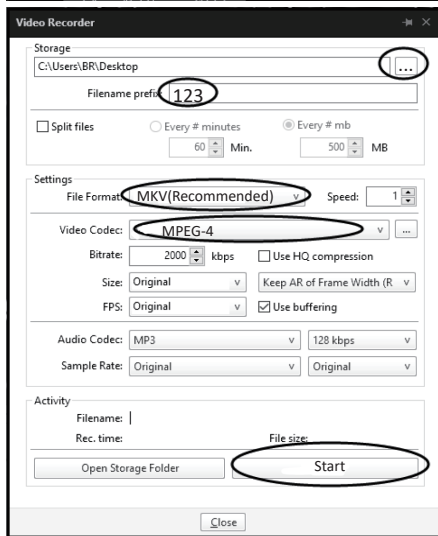 Video Recorder
Storage
C:\Users\BR\Desktop ...
Filename prefix: 123
Split files Every # minutes Every # mb
60 Min. 500 MB
Settings
File Format: MKV(Recommended) Speed: 1
Video Codec: MPEG-4 ...
Bitrate: 2000 kbps Use HQ compression
Size: Original Keep AR of Frame Width (R
FPS: Original Use buffering
Audio Codec: MP3 128 kbps
Sample Rate: Original Original
Activity
Filename:
Rec. time: File size:
Open Storage Folder Start
Close